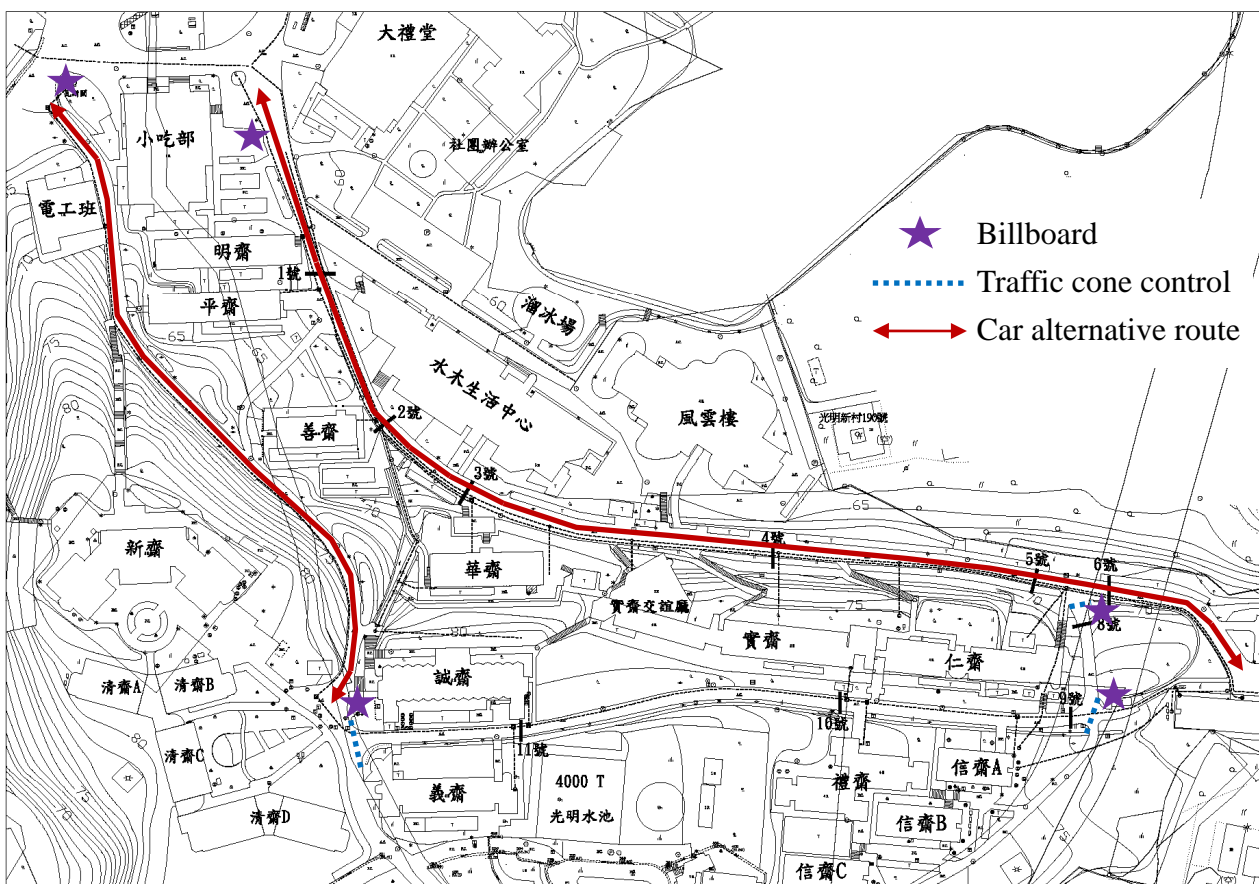 大禮堂
小吃部
社團辦公室
電工班
Billboard
明齋
Traffic cone control
1號
平齋
溜冰場
Car alternative route
60
65
水木生活中心
80
2號
風雲樓
光明新村190號
善齋
3號
65
新齋
4號
5號
6號
華齋
實齋交誼廳
75
8號
80
實齋
仁齋
誠齋
清齋A
清齋B
9號
10號
11號
清齋C
信齋A
4000 T
禮齋
義齋
75
光明水池
清齋D
信齋B
70
75
信齋C